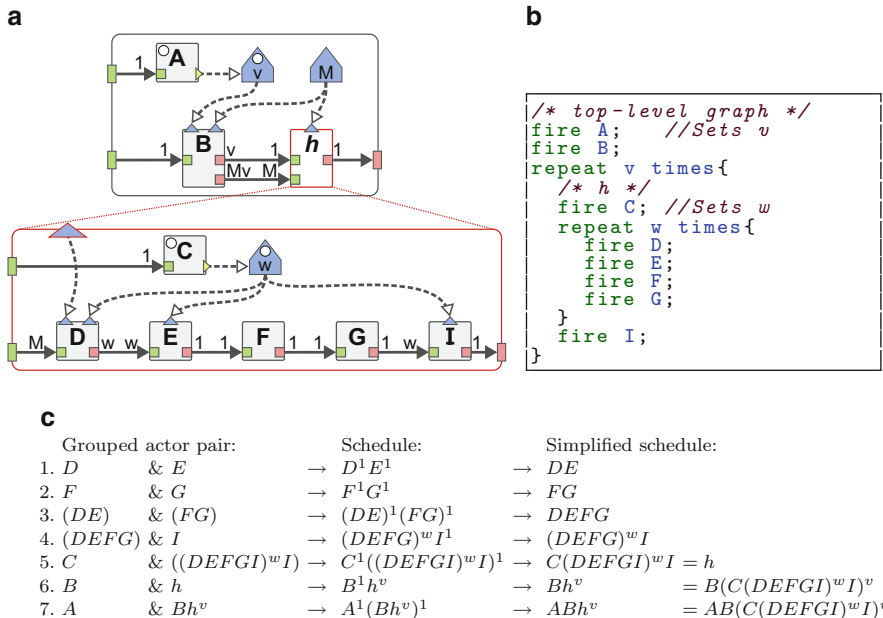 a
A
1
v
M
B
1
v
1
h
1
Mv
M
C
1
w
M
D
w
w
E
1
1
F
1
1
G
1
w
I
1
b
/* top-level graph */
fire A; //Sets v
fire B;
repeat v times{
/* h */
fire C; //Sets w
repeat w times{
fire D;
fire E;
fire F;
fire G;
}
fire I;
}
c
Grouped actor pair: Schedule: Simplified schedule:
1. D & E → D¹E¹ → DE
2. F & G → F¹G¹ → FG
3. (DE) & (FG) → (DE)¹(FG)¹ → DEFG
4. (DEFG) & I → (DEFG)ʷI¹ → (DEFG)ʷI
5. C & ((DEFGI)ʷI) → C¹((DEFGI)ʷI)¹ → C(DEFGI)ʷI = h
6. B & h → B¹hᵛ → Bhᵛ = B(C(DEFGI)ʷI)ᵛ
7. A & Bhᵛ → A¹(Bhᵛ)¹ → ABhᵛ = AB(C(DEFGI)ʷI)ᵛ